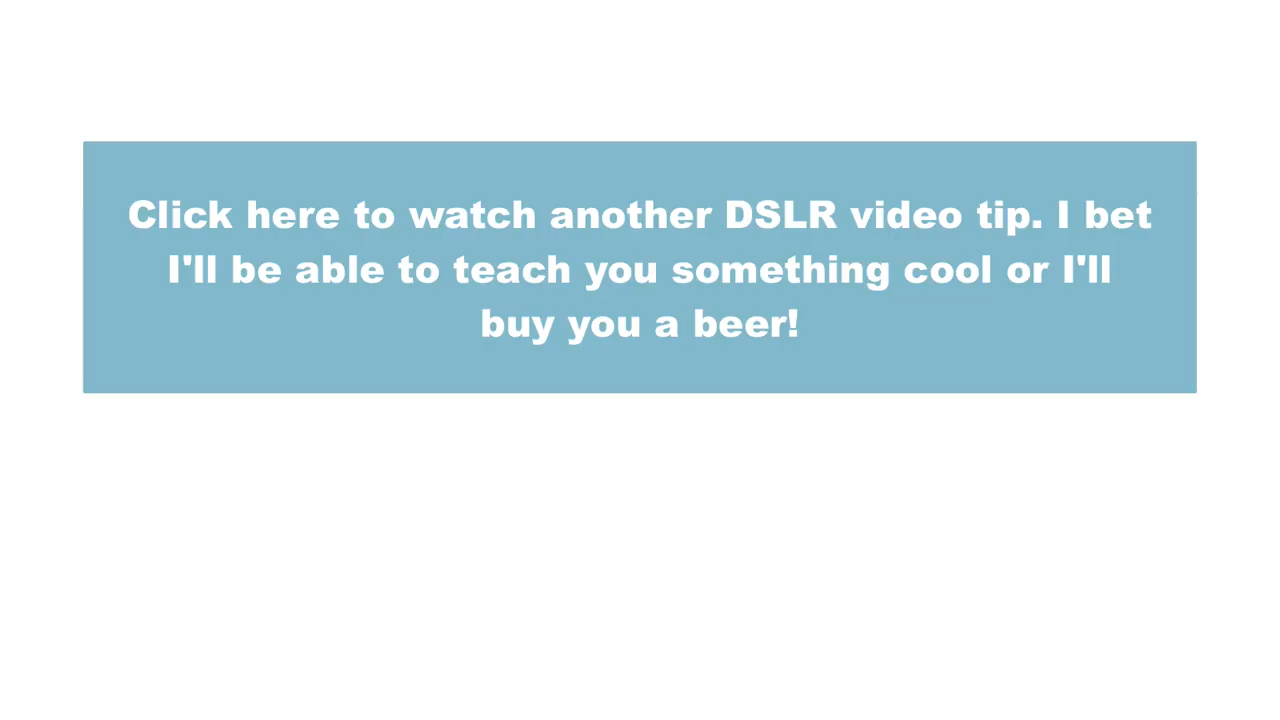 Click here to watch another DSLR video tip. I bet
I'll be able to teach you something cool or I'll
buy you a beer!